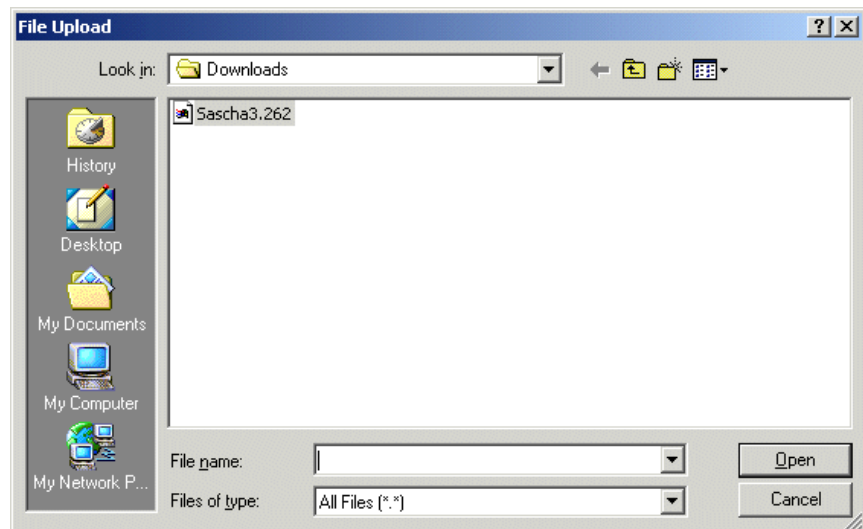 File Upload
Look in: Downloads
Sascha3.262
History
Desktop
My Documents
My Computer
My Network P...
File name: Open
Files of type: All Files (*.*) Cancel